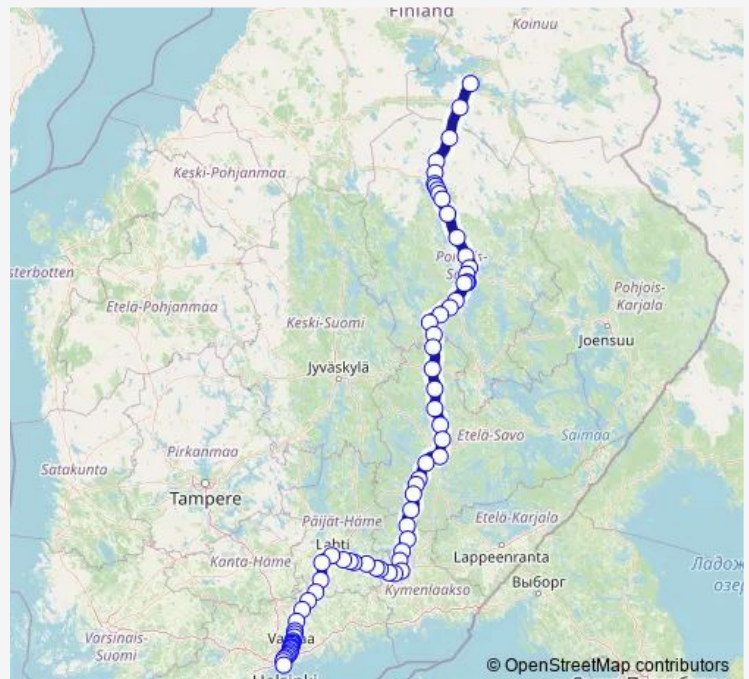 Finland
Kainuu
Keski-Pohjanmaa
sterbotten
Etelä-Pohjanmaa
Keski-Suomi
Pohjois-
Karjala
Joensuu
Jyväskylä
Etelä-Savo
Saimaa
Pirkanmaa
Satakunta
Tampere
Päijät-Häme
Etelä-Karjala
Lahti
Lappeenranta
Kanta-Häme
Kymenlaakso
Выборг
Varsinais-
Suomi
Helsinki
© OpenStreetMap contributors